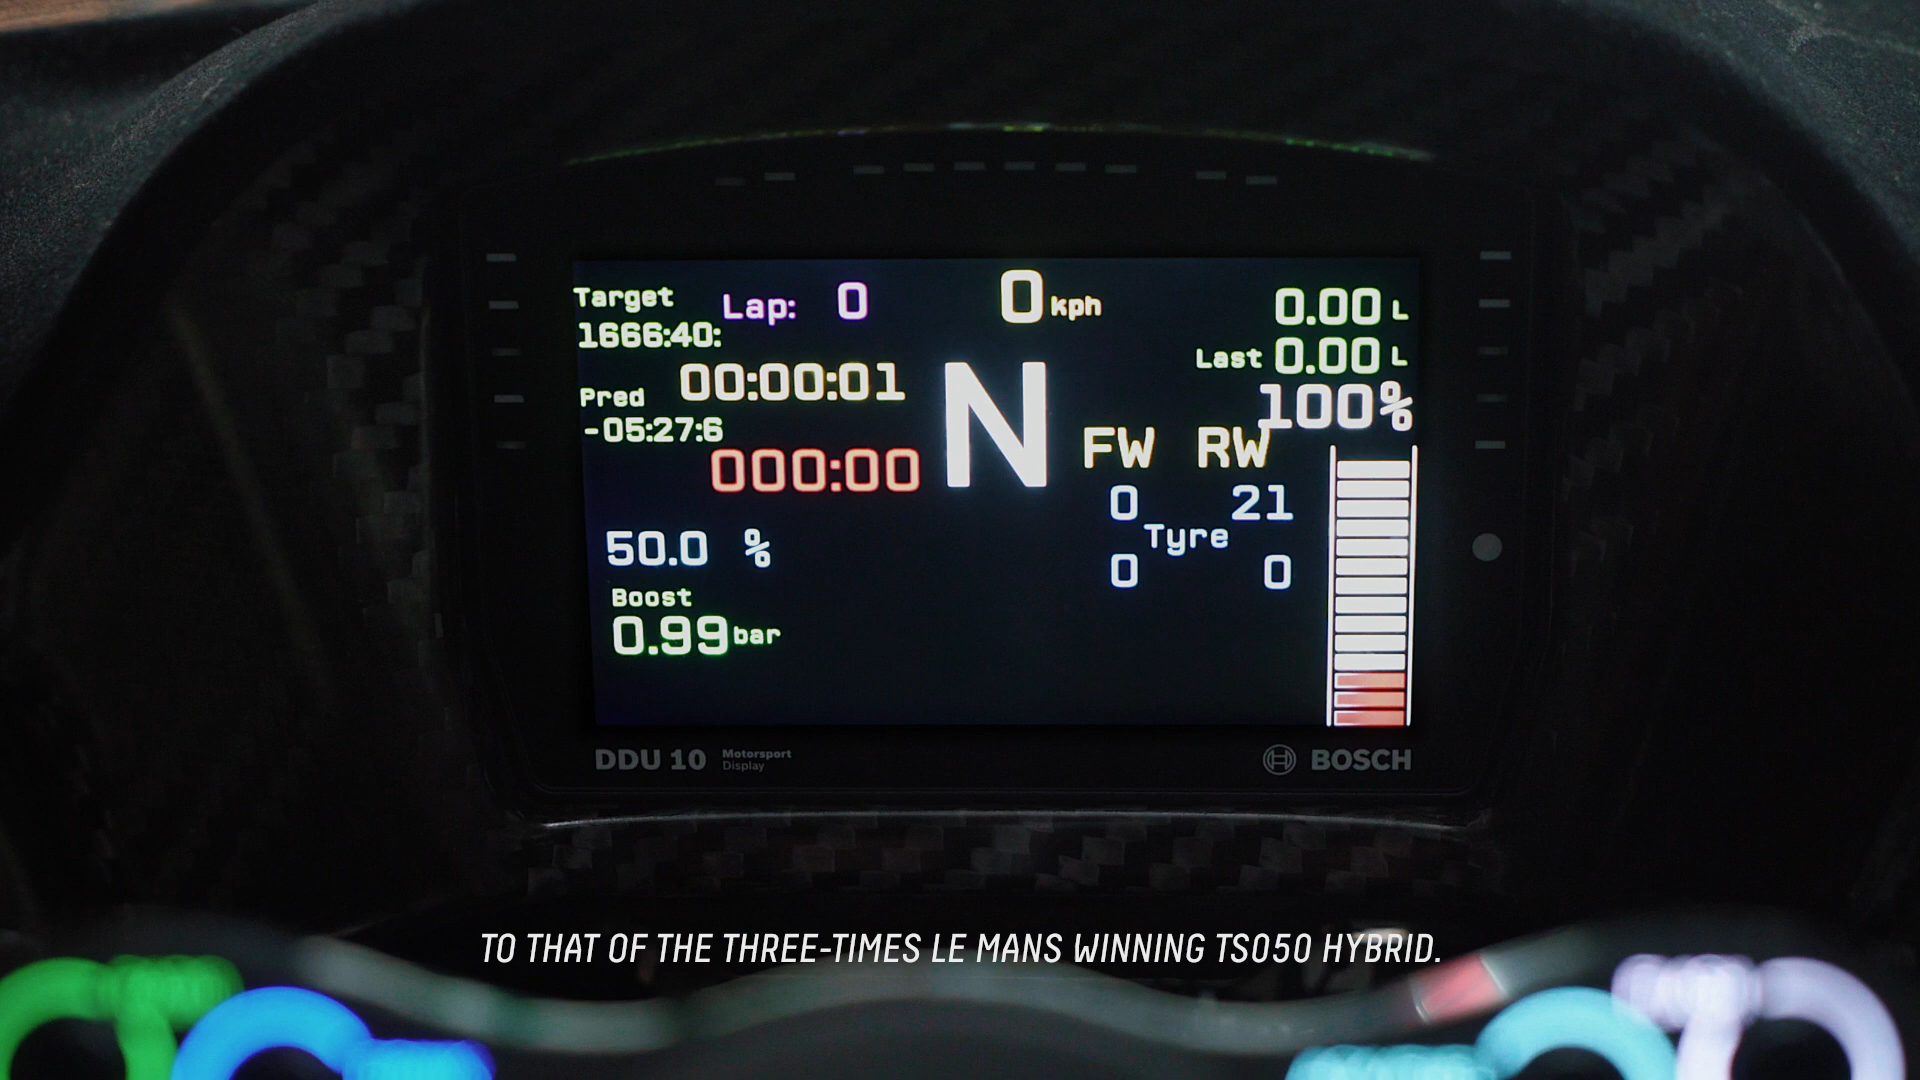 Target Lap: 0 0 kph 0.00 L
1666:40:
Last 0.00 L
00:00:01
Pred
100%
-05:27:6
N
FW RW
000:00
0 21
Tyre
50.0 %
0 0
Boost
0.99 bar
DDU 10 Motorsport Display BOSCH
TO THAT OF THE THREE-TIMES LE MANS WINNING TS050 HYBRID.